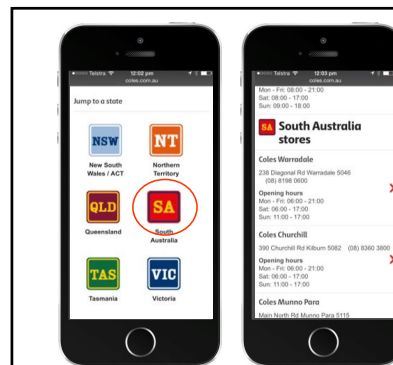 Telstra 12:02 pm
coles.com.au
Jump to a state
NSW
NT
New South
Wales / ACT
Northern
Territory
QLD
SA
Queensland
South
Australia
TAS
VIC
Tasmania
Victoria
Telstra 12:03 pm
coles.com.au
Mon - Fri: 08:00 - 21:00
Sat: 08:00 - 17:00
Sun: 09:00 - 18:00
SA South Australia
stores
Coles Warradale
238 Diagonal Rd Warradale 5046
(08) 8198 0600
Opening hours
Mon - Fri: 06:00 - 21:00
Sat: 06:00 - 17:00
Sun: 11:00 - 17:00
Coles Churchill
390 Churchill Rd Kilburn 5082 (08) 8360 3800
Opening hours
Mon - Fri: 06:00 - 21:00
Sat: 06:00 - 17:00
Sun: 11:00 - 17:00
Coles Munno Para
Main North Rd Munno Para 5115